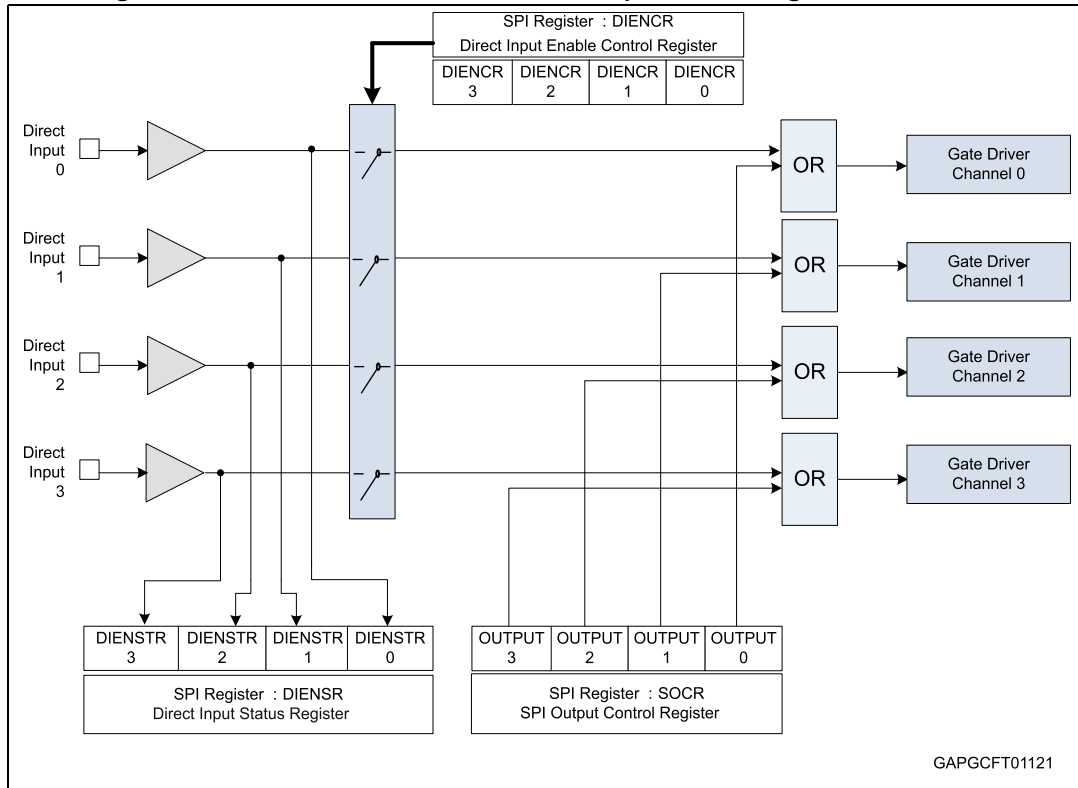 SPI Register : DIENCR
Direct Input Enable Control Register
DIENCR DIENCR DIENCR DIENCR
3 2 1 0
Direct
Input
0
OR
Gate Driver
Channel 0
Direct
Input
1
OR
Gate Driver
Channel 1
Direct
Input
2
OR
Gate Driver
Channel 2
Direct
Input
3
OR
Gate Driver
Channel 3
DIENSTR DIENSTR DIENSTR DIENSTR
3 2 1 0
SPI Register : DIENSR
Direct Input Status Register
OUTPUT OUTPUT OUTPUT OUTPUT
3 2 1 0
SPI Register : SOCR
SPI Output Control Register
GAPGCFT01121